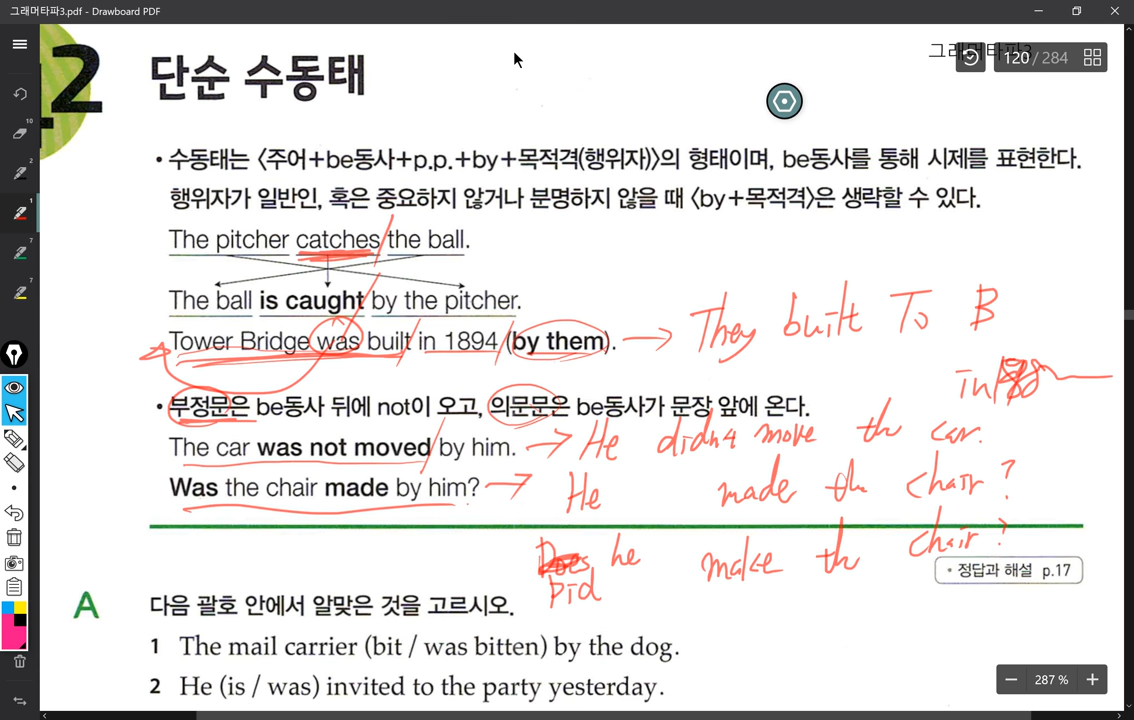 그래머타파3.pdf - Drawboard PDF
그래머타파3
120 / 284
2 단순 수동태
• 수동태는 〈주어+be동사+p.p.+by+목적격(행위자)〉의 형태이며, be동사를 통해 시제를 표현한다.
행위자가 일반인, 혹은 중요하지 않거나 분명하지 않을 때 〈by+목적격〉은 생략할 수 있다.
The pitcher catches the ball.
The ball is caught by the pitcher.
Tower Bridge was built in 1894 (by them). → They built To B
in
• 부정문은 be동사 뒤에 not이 오고, 의문문은 be동사가 문장 앞에 온다.
The car was not moved by him. → He didn4 move the car.
Was the chair made by him? → He made the chair?
Does he make the chair?
Did
• 정답과 해설 p.17
A 다음 괄호 안에서 알맞은 것을 고르시오.
1 The mail carrier (bit / was bitten) by the dog.
2 He (is / was) invited to the party yesterday.
287 %
10
2
1
7
7